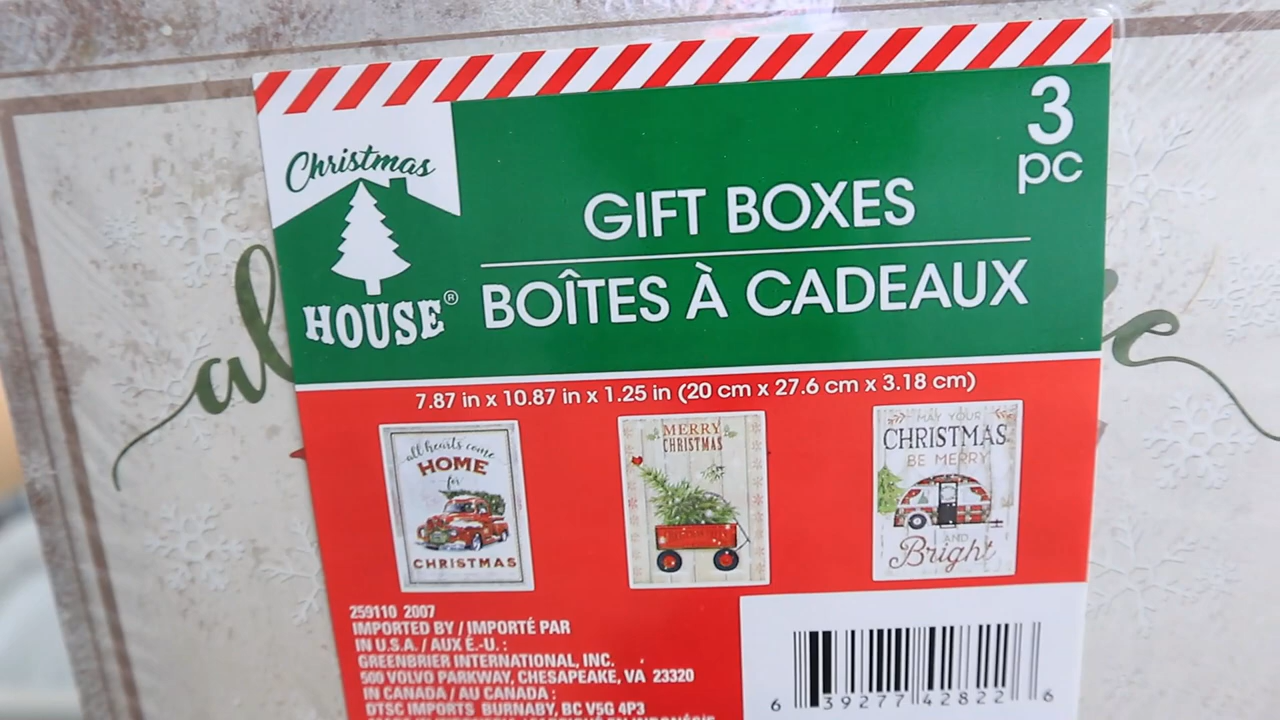 3
pc
Christmas
HOUSE®
GIFT BOXES
BOÎTES À CADEAUX
al
7.87 in x 10.87 in x 1.25 in (20 cm x 27.6 cm x 3.18 cm)
all hearts come
HOME
for
CHRISTMAS
MERRY
CHRISTMAS
MAY YOUR
CHRISTMAS
BE MERRY
AND
Bright
259110 2007
IMPORTED BY / IMPORTÉ PAR
IN U.S.A. / AUX É.-U. :
GREENBRIER INTERNATIONAL, INC.
500 VOLVO PARKWAY, CHESAPEAKE, VA 23320
IN CANADA / AU CANADA :
DTSC IMPORTS BURNABY, BC V5G 4P3
6 39277 42822 6